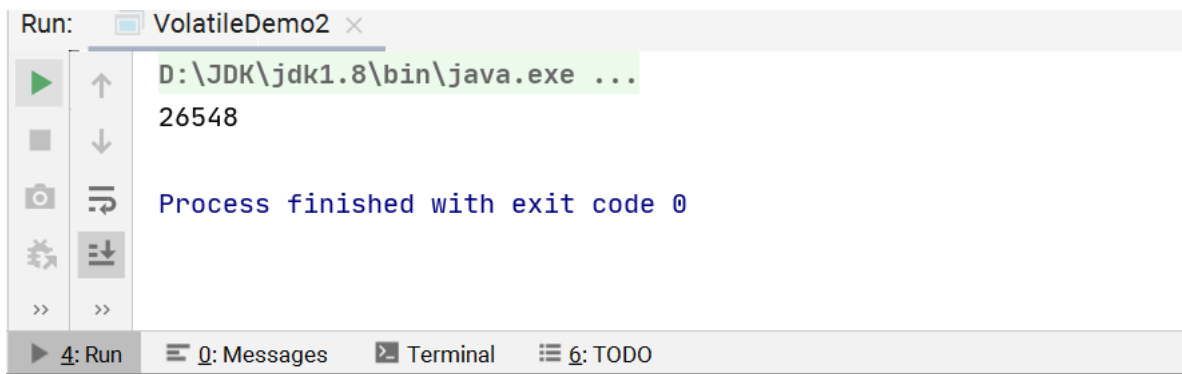 Run: VolatileDemo2
D:\JDK\jdk1.8\bin\java.exe ...
26548
Process finished with exit code 0
4: Run 0: Messages Terminal 6: TODO